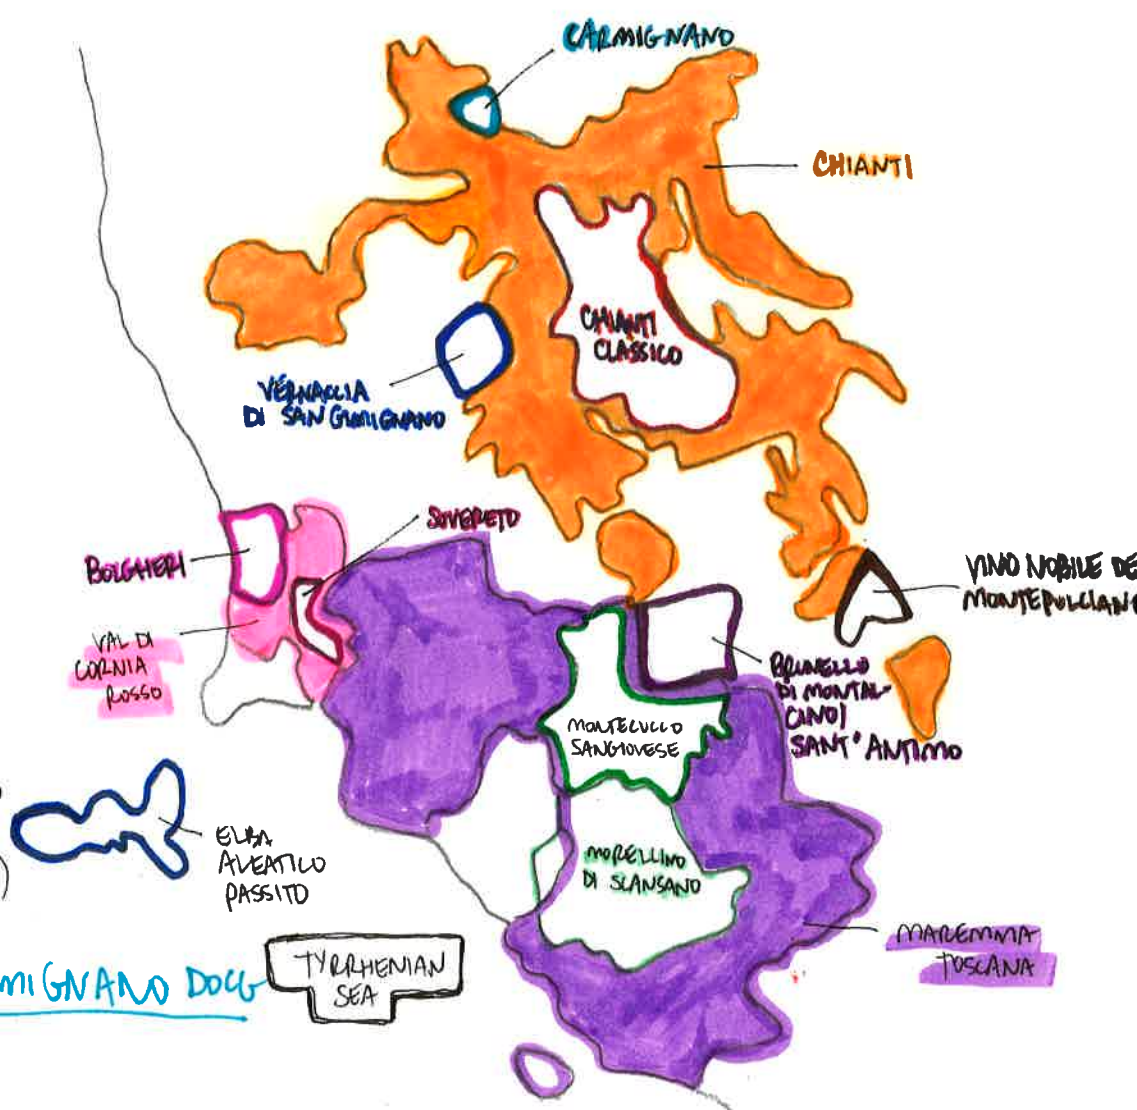 CARMIGNANO
CHIANTI
CHIANTI
CLASSICO
VERNACCIA
DI SAN GIMIGNANO
SUVERETO
BOLGHERI
VINO NOBILE DE
MONTEPULCIAN
VAL DI
CORNIA
ROSSO
BRUNELLO
DI MONTAL-
CINO/
SANT' ANTIMO
MONTECUCCO
SANGIOVESE
ELBA
ALEATICO
PASSITO
MORELLINO
DI SCANSANO
MAREMMA
TOSCANA
TYRRHENIAN
SEA
MIGNANO DOCG